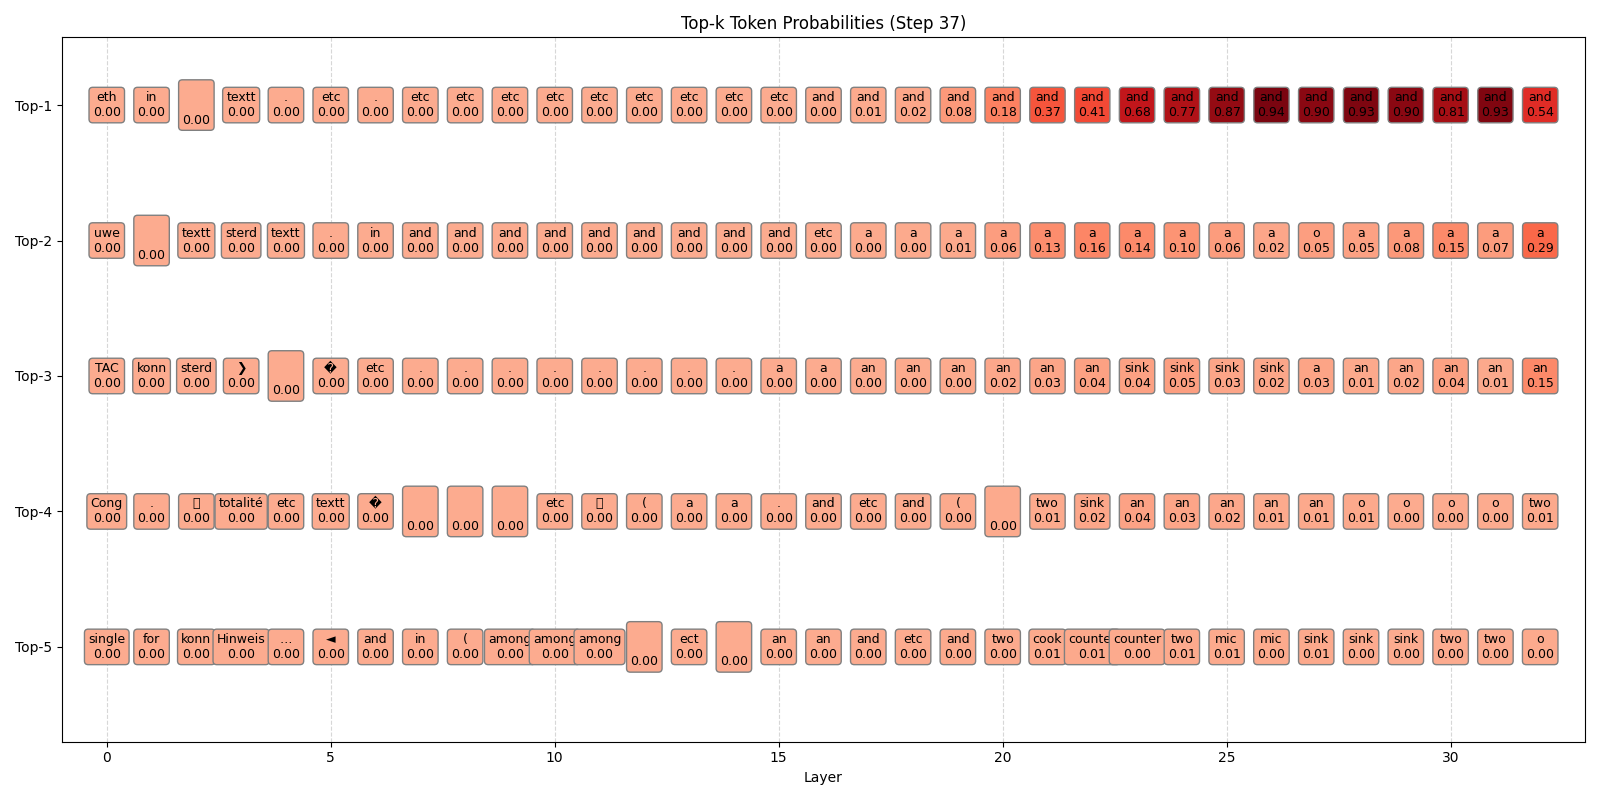 Top-k Token Probabilities (Step 37)
Top-1 eth in textt . etc . etc etc etc etc etc etc etc etc etc and and and and and and and and and and and and and and and and and
0.00 0.00 0.00 0.00 0.00 0.00 0.00 0.00 0.00 0.00 0.00 0.00 0.00 0.00 0.00 0.00 0.00 0.01 0.02 0.08 0.18 0.37 0.41 0.68 0.77 0.87 0.94 0.90 0.93 0.90 0.81 0.93 0.54
Top-2 uwe textt sterd textt . in and and and and and and and and and etc a a a a a a a a a a o a a a a a
0.00 0.00 0.00 0.00 0.00 0.00 0.00 0.00 0.00 0.00 0.00 0.00 0.00 0.00 0.00 0.00 0.00 0.00 0.00 0.01 0.06 0.13 0.16 0.14 0.10 0.06 0.02 0.05 0.05 0.08 0.15 0.07 0.29
Top-3 TAC konn sterd ❯ � etc . . . . . . . . a a an an an an an an sink sink sink sink a an an an an an
0.00 0.00 0.00 0.00 0.00 0.00 0.00 0.00 0.00 0.00 0.00 0.00 0.00 0.00 0.00 0.00 0.00 0.00 0.00 0.00 0.02 0.03 0.04 0.04 0.05 0.03 0.02 0.03 0.01 0.02 0.04 0.01 0.15
Top-4 Cong . totalité etc textt � etc ( a a . and etc and ( two sink an an an an an o o o o two
0.00 0.00 0.00 0.00 0.00 0.00 0.00 0.00 0.00 0.00 0.00 0.00 0.00 0.00 0.00 0.00 0.00 0.00 0.00 0.00 0.00 0.01 0.02 0.04 0.03 0.02 0.01 0.01 0.01 0.00 0.00 0.00 0.01
Top-5 single for konn Hinweis ... ◄ and in ( among among among ect an an and etc and two cook counter two mic mic sink sink sink two two o
0.00 0.00 0.00 0.00 0.00 0.00 0.00 0.00 0.00 0.00 0.00 0.00 0.00 0.00 0.00 0.00 0.00 0.00 0.00 0.00 0.00 0.01 0.01 0.00 0.01 0.01 0.00 0.01 0.00 0.00 0.00 0.00 0.00
0 5 10 15 20 25 30
Layer